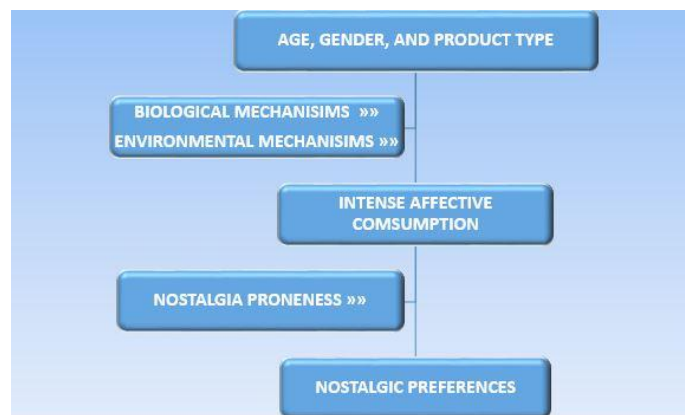 AGE, GENDER, AND PRODUCT TYPE
BIOLOGICAL MECHANISIMS »»
ENVIRONMENTAL MECHANISIMS »»
INTENSE AFFECTIVE
COMSUMPTION
NOSTALGIA PRONENESS »»
NOSTALGIC PREFERENCES